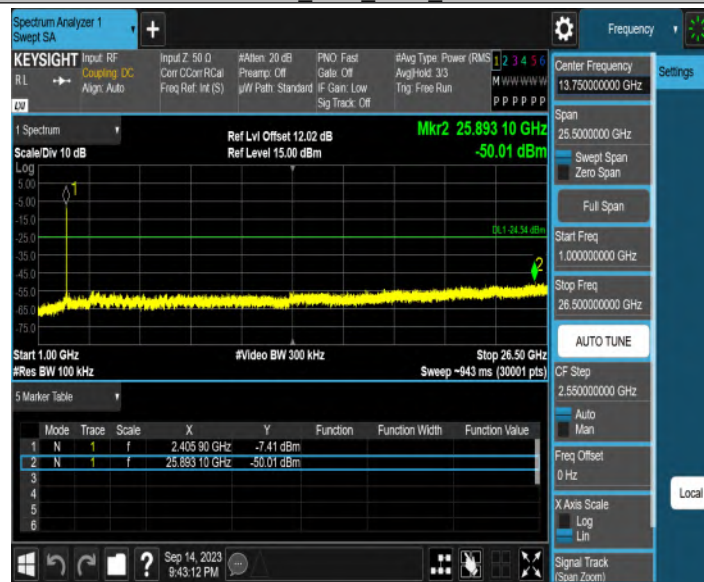 Spectrum Analyzer 1
Swept SA
Frequency
KEYSIGHT
Input: RF
Input Z: 50 Ω
#Atten: 20 dB
PNO: Fast
#Avg Type: Power (RMS
1 2 3 4 5 6
RL
Coupling: DC
Corr CCorr RCal
Preamp: Off
Gate: Off
Avg|Hold: 3/3
M W W W W W
Align: Auto
Freq Ref: Int (S)
µW Path: Standard
IF Gain: Low
Trig: Free Run
Sig Track: Off
P P P P P P
LXI
1 Spectrum
Ref Lvl Offset 12.02 dB
Mkr2 25.893 10 GHz
Scale/Div 10 dB
Ref Level 15.00 dBm
-50.01 dBm
Log
5.00
1
-5.00
-15.0
DL1 -24.54 dBm
-25.0
-35.0
2
-45.0
-55.0
-65.0
-75.0
Start 1.00 GHz
#Video BW 300 kHz
Stop 26.50 GHz
#Res BW 100 kHz
Sweep ~943 ms (30001 pts)
5 Marker Table
Mode Trace Scale X Y Function Function Width Function Value
1 N 1 f 2.405 90 GHz -7.41 dBm
2 N 1 f 25.893 10 GHz -50.01 dBm
3
4
5
6
?
Sep 14, 2023
9:43:12 PM
Center Frequency
13.750000000 GHz
Settings
Span
25.5000000 GHz
Swept Span
Zero Span
Full Span
Start Freq
1.000000000 GHz
Stop Freq
26.500000000 GHz
AUTO TUNE
CF Step
2.550000000 GHz
Auto
Man
Freq Offset
0 Hz
Local
X Axis Scale
Log
Lin
Signal Track
(Span Zoom)